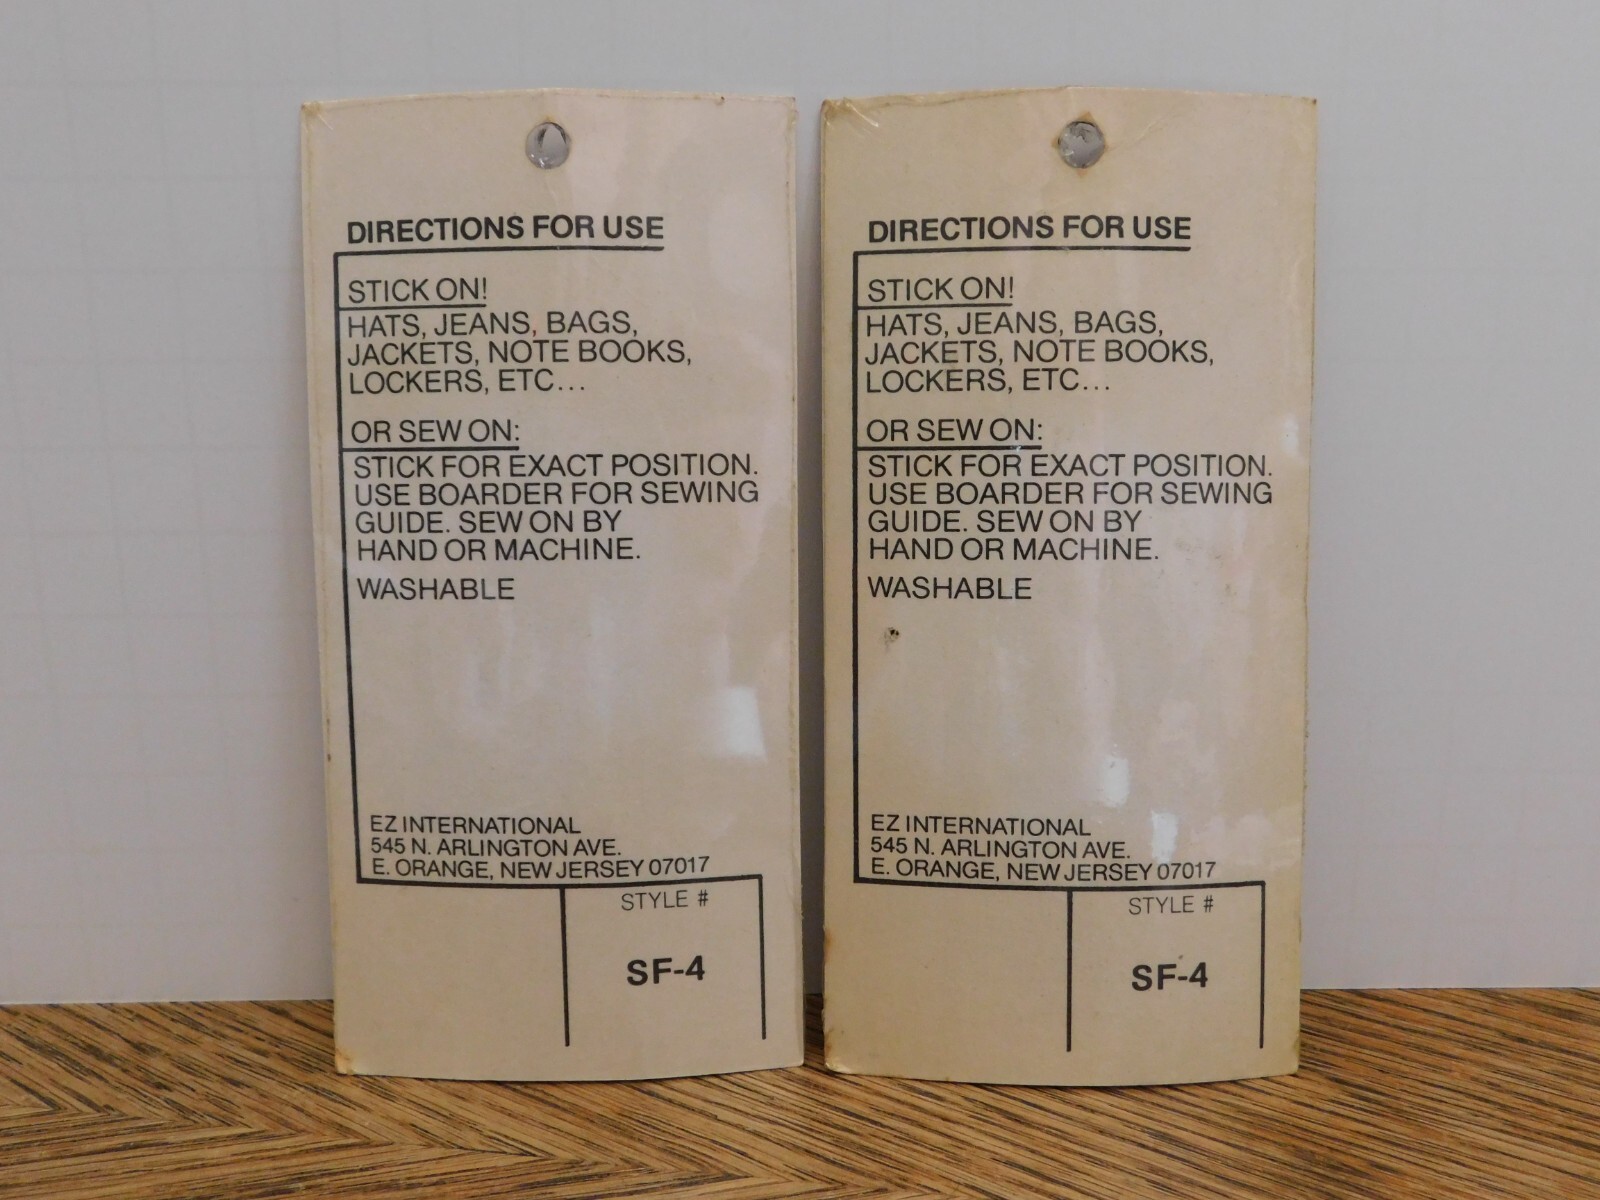 DIRECTIONS FOR USE
STICK ON!
HATS, JEANS, BAGS,
JACKETS, NOTE BOOKS,
LOCKERS, ETC...
OR SEW ON:
STICK FOR EXACT POSITION.
USE BOARDER FOR SEWING
GUIDE. SEW ON BY
HAND OR MACHINE.
WASHABLE
EZ INTERNATIONAL
545 N. ARLINGTON AVE.
E. ORANGE, NEW JERSEY 07017
STYLE #
SF-4
DIRECTIONS FOR USE
STICK ON!
HATS, JEANS, BAGS,
JACKETS, NOTE BOOKS,
LOCKERS, ETC...
OR SEW ON:
STICK FOR EXACT POSITION.
USE BOARDER FOR SEWING
GUIDE. SEW ON BY
HAND OR MACHINE.
WASHABLE
EZ INTERNATIONAL
545 N. ARLINGTON AVE.
E. ORANGE, NEW JERSEY 07017
STYLE #
SF-4